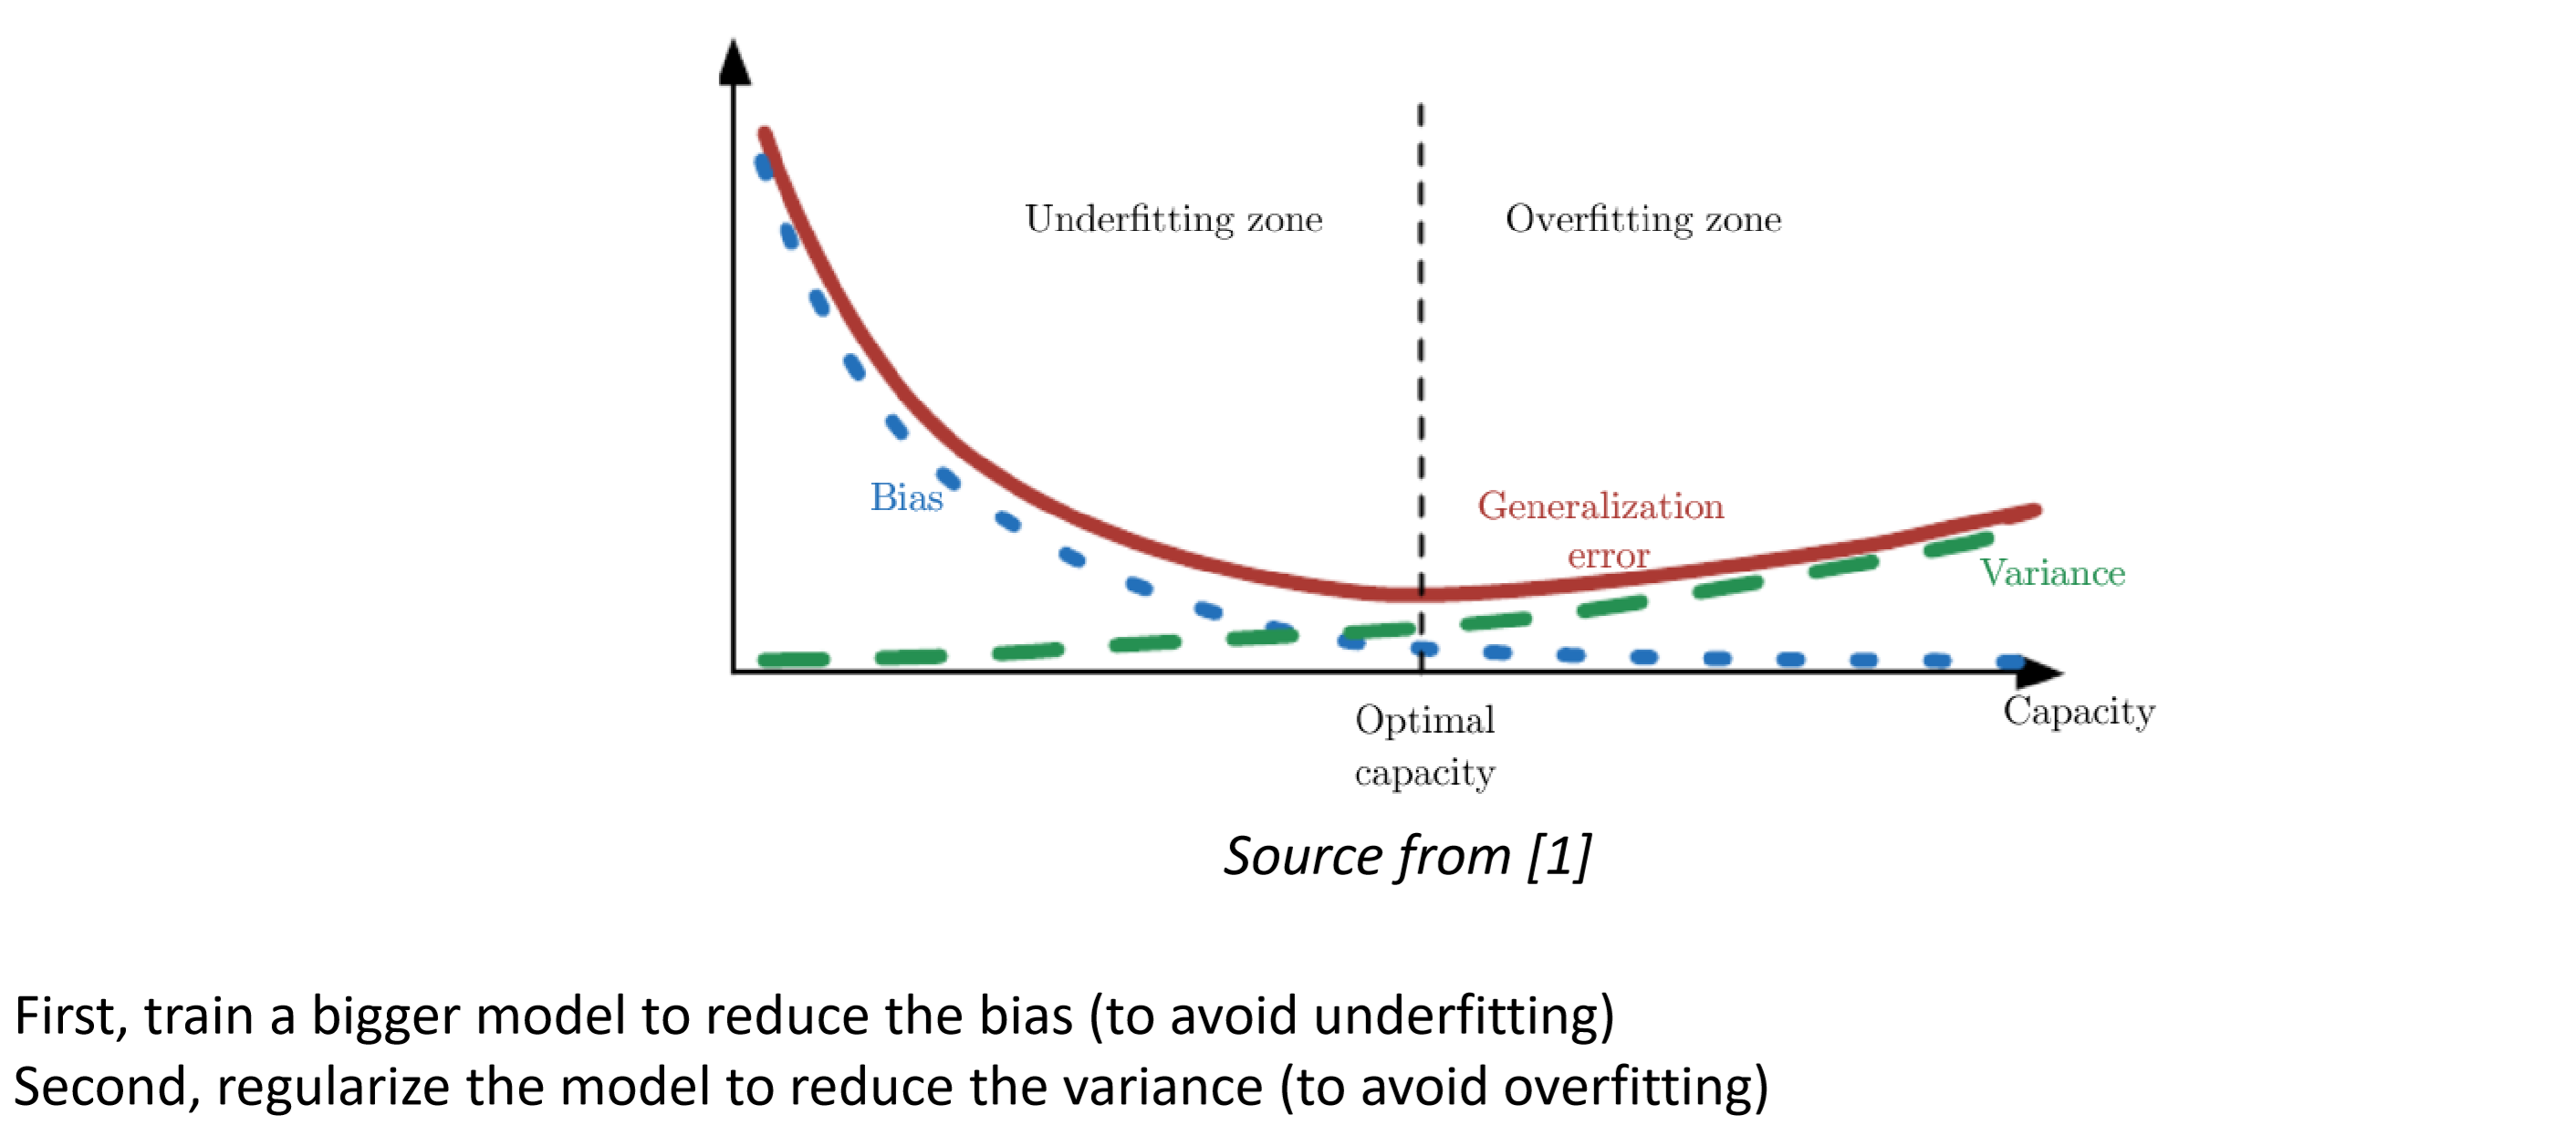 Underfitting zone
Overfitting zone
Bias
Generalization
error
Variance
Capacity
Optimal
capacity
Source from [1]
First, train a bigger model to reduce the bias (to avoid underfitting)
Second, regularize the model to reduce the variance (to avoid overfitting)